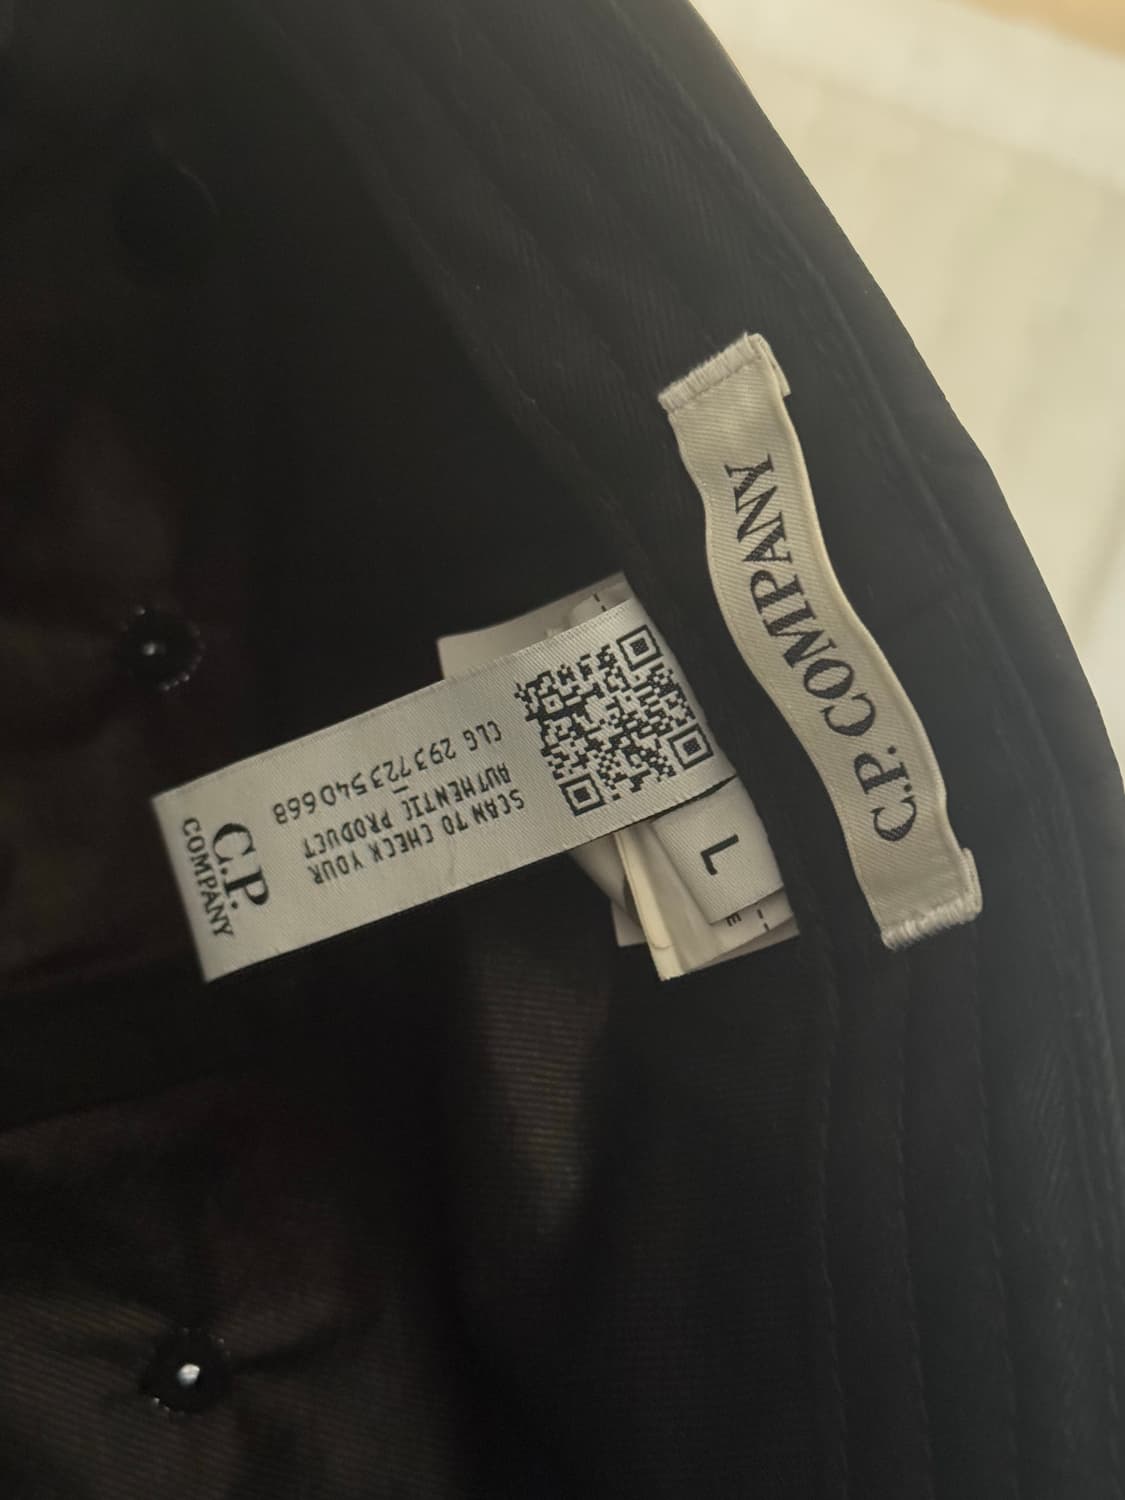 C.P. COMPANY
C.P.
COMPANY
SCAN TO CHECK YOUR
AUTHENTIC PRODUCT
CLG 293723540668
L
E